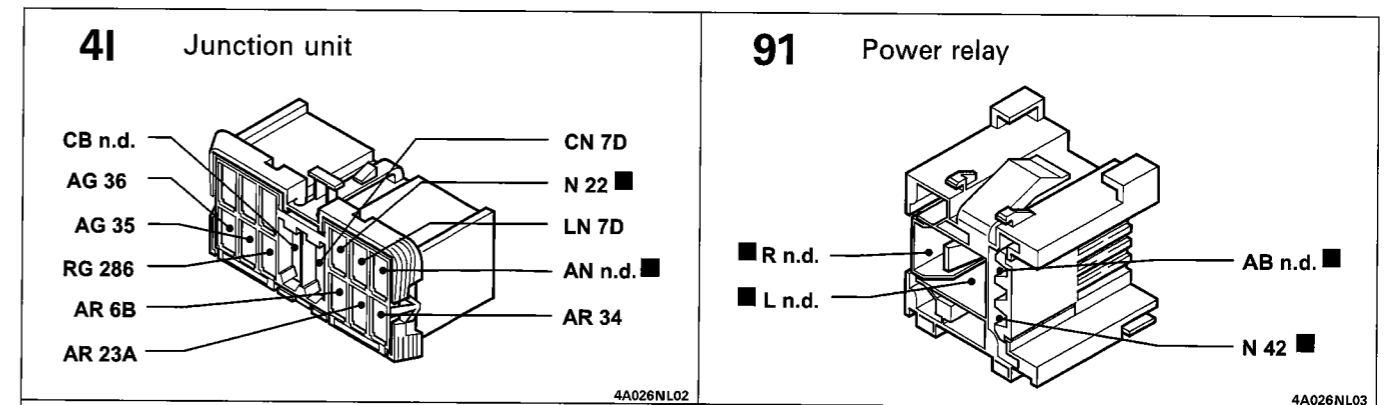 4I Junction unit
CB n.d.
AG 36
AG 35
RG 286
AR 6B
AR 23A
CN 7D
N 22 ■
LN 7D
AN n.d. ■
AR 34
4A026NL02
91 Power relay
■ R n.d.
■ L n.d.
AB n.d. ■
N 42 ■
4A026NL03